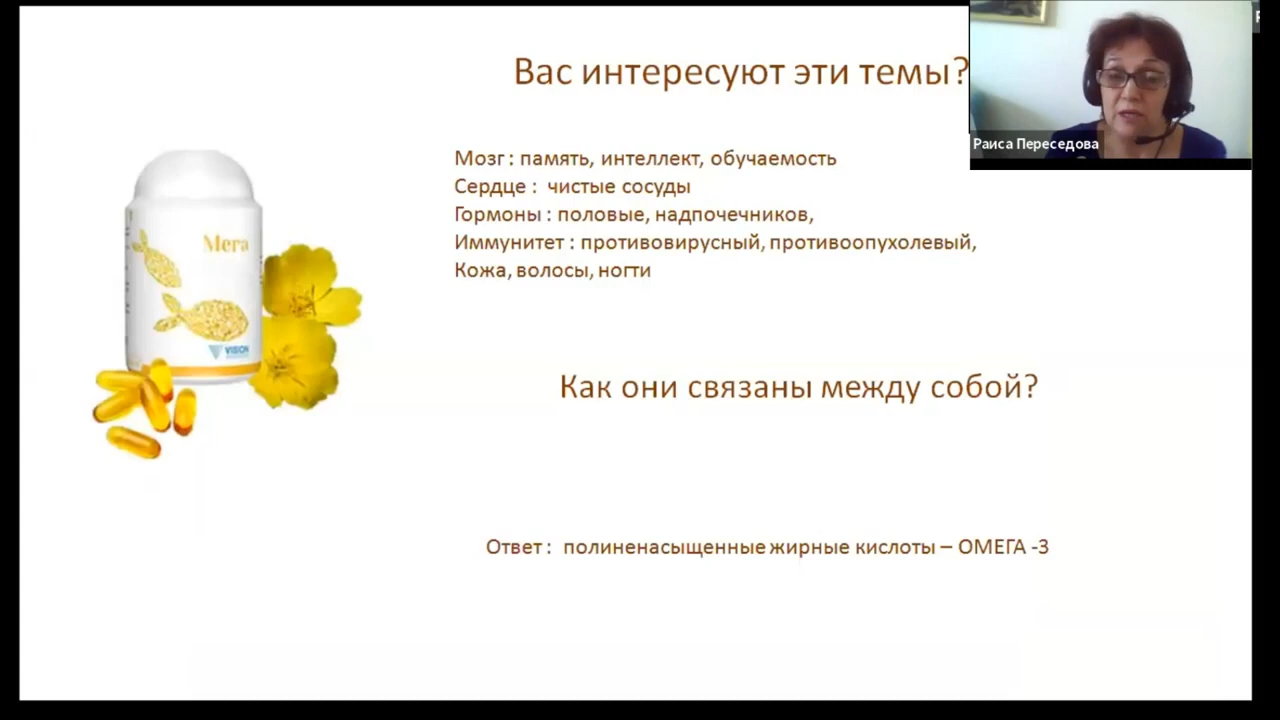 Вас интересуют эти темы?
Раиса Переседова
Мозг : память, интеллект, обучаемость
Сердце : чистые сосуды
Гормоны : половые, надпочечников,
Иммунитет : противовирусный, противоопухолевый,
Кожа, волосы, ногти
Мега
VISION
Как они связаны между собой?
Ответ : полиненасыщенные жирные кислоты – ОМЕГА -3